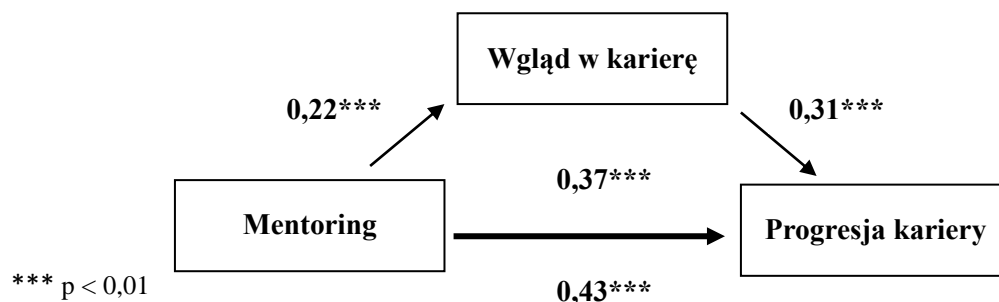 Wgląd w karierę
0,22***
0,31***
0,37***
Mentoring
Progresja kariery
*** p < 0,01
0,43***